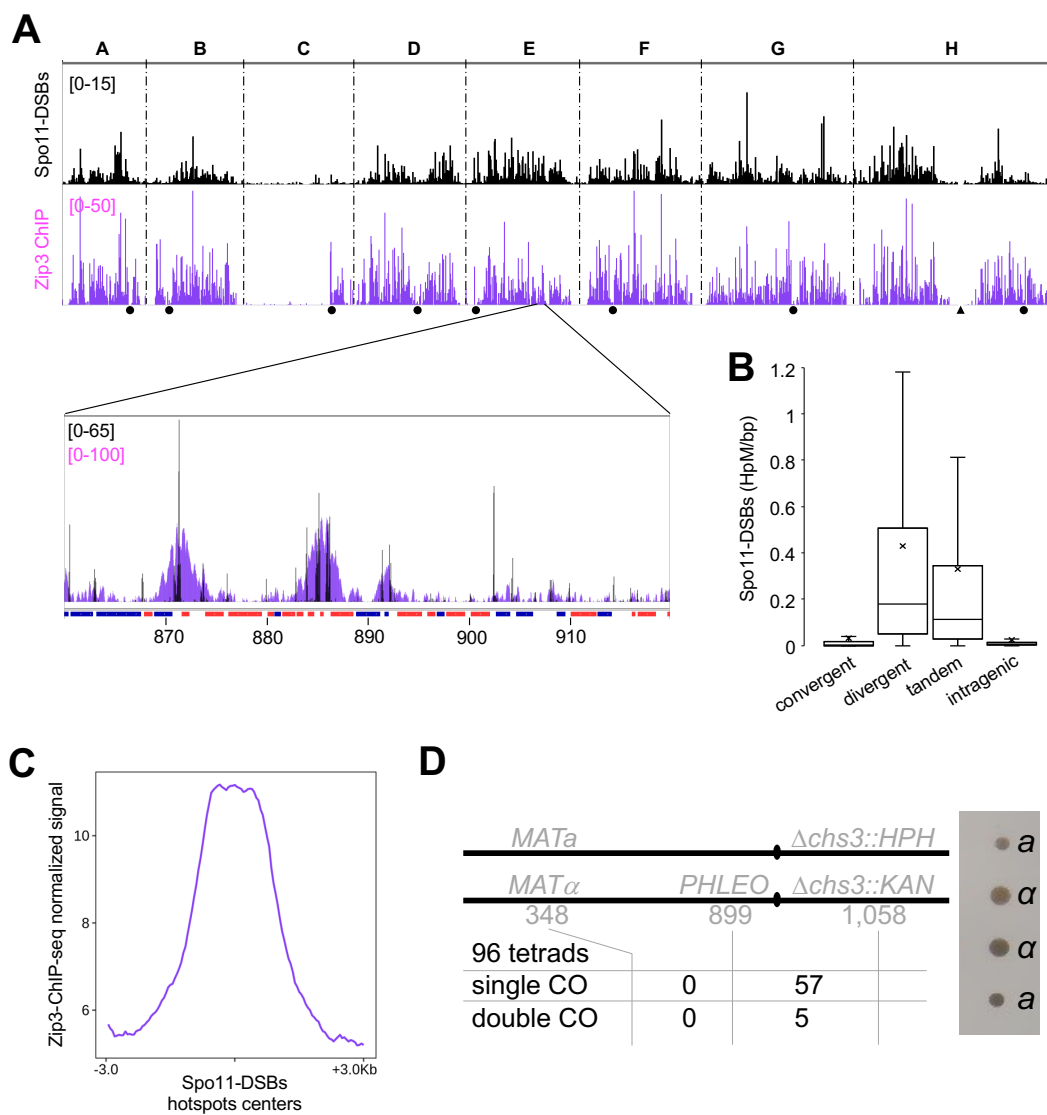 A
A B C D E F G H
Spo11-DSBs
[0-15]
Zip3 ChIP
[0-50]
[0-65]
[0-100]
870 880 890 900 910
B
Spo11-DSBs (HpM/bp)
1.2
1
0.8
0.6
0.4
0.2
0
convergent divergent tandem intragenic
C
Zip3-ChIP-seq normalized signal
10
8
6
-3.0 +3.0Kb
Spo11-DSBs
hotspots centers
D
MATa Δchs3::HPH
MATα PHLEO Δchs3::KAN
348 899 1,058
96 tetrads
single CO 0 57
double CO 0 5
a
α
α
a